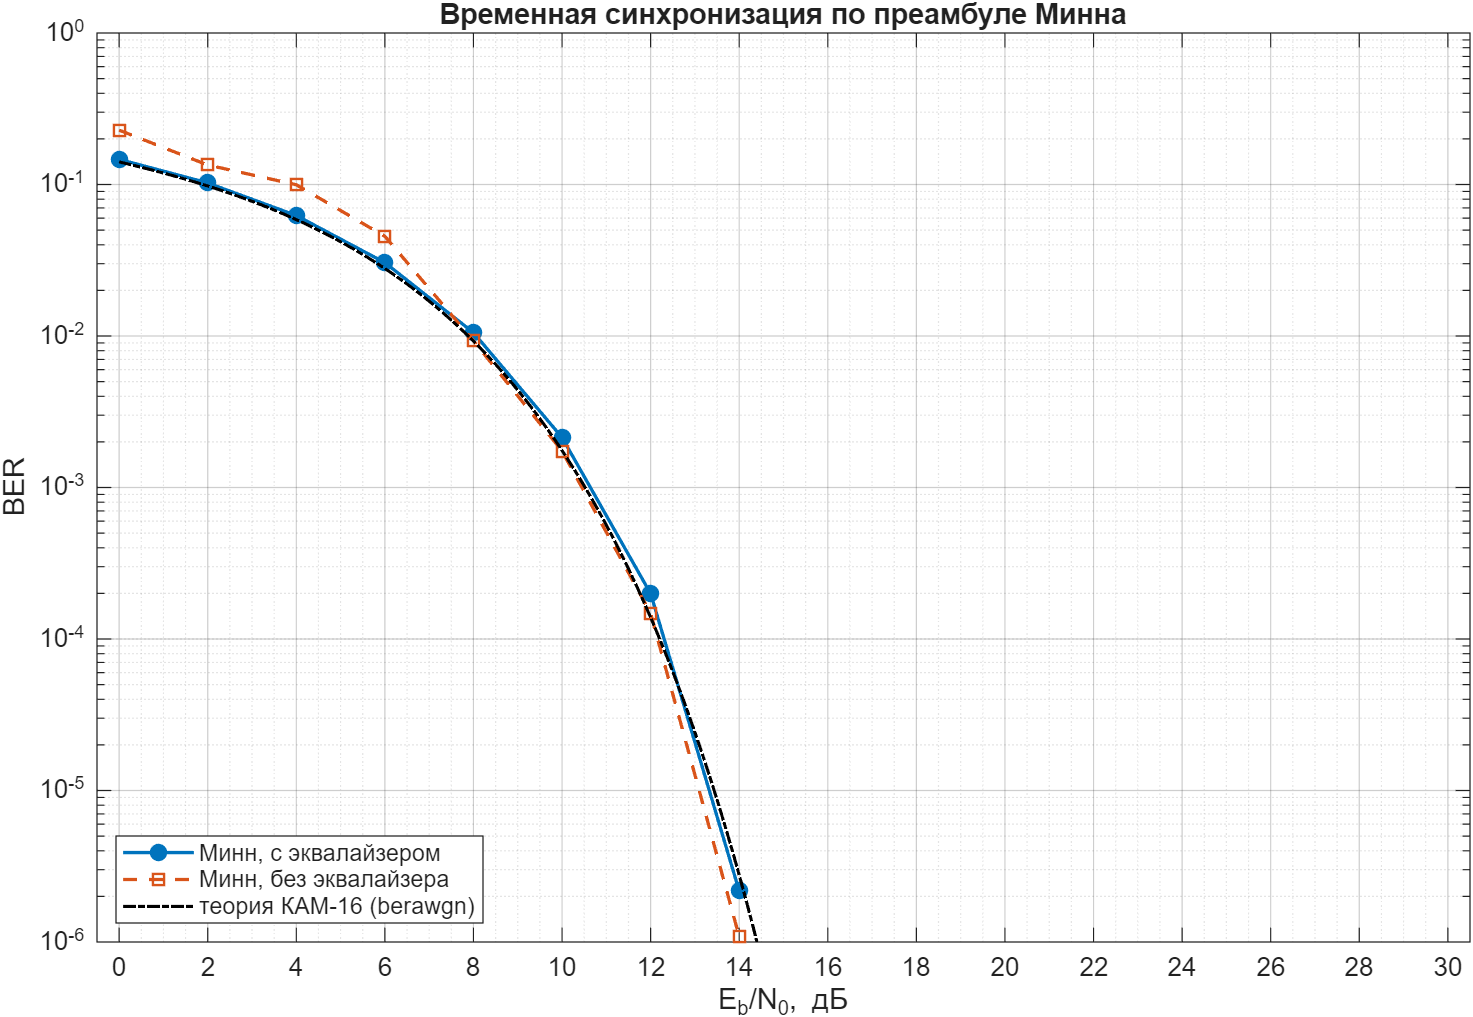 Временная синхронизация по преамбуле Минна
10^0
10^-1
10^-2
10^-3
10^-4
10^-5
10^-6
BER
Минн, с эквалайзером
Минн, без эквалайзера
теория КАМ-16 (berawgn)
0 2 4 6 8 10 12 14 16 18 20 22 24 26 28 30
E_b/N_0, дБ